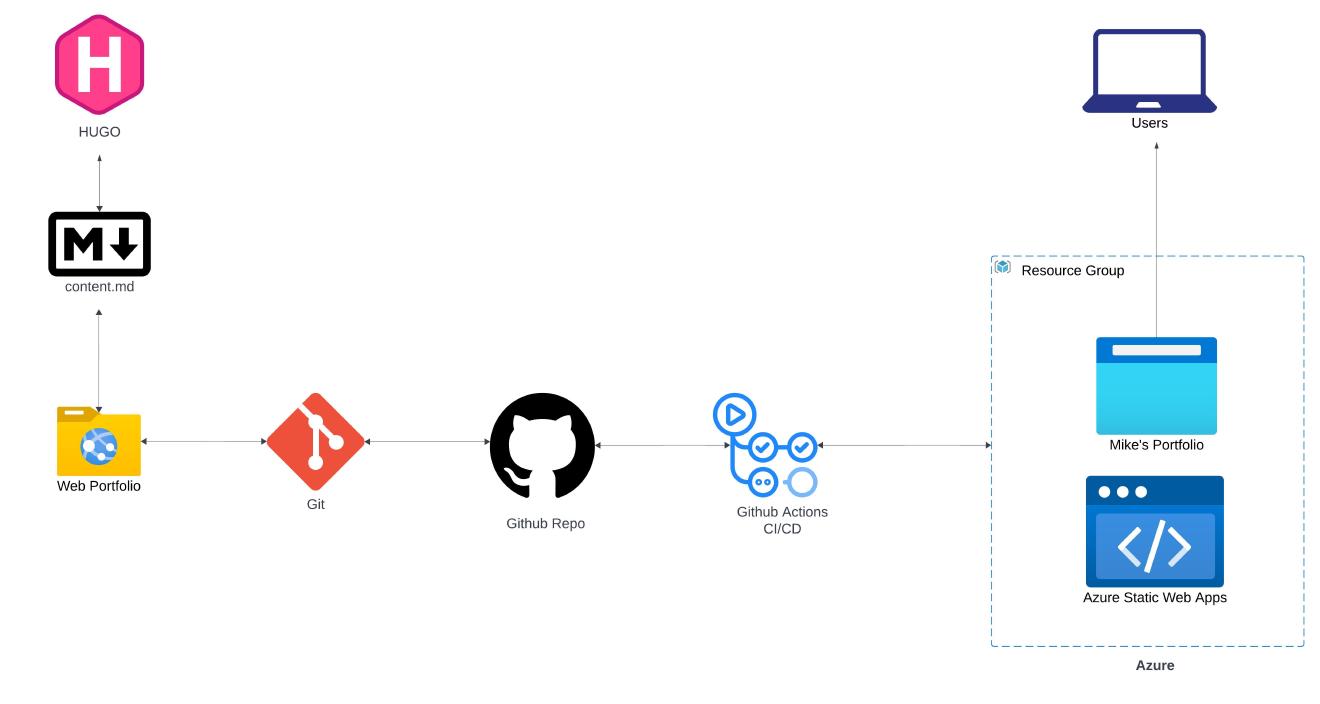 H
HUGO
Users
M
content.md
Resource Group
Web Portfolio
Git
Github Repo
Github Actions
CI/CD
Mike's Portfolio
</>
Azure Static Web Apps
Azure